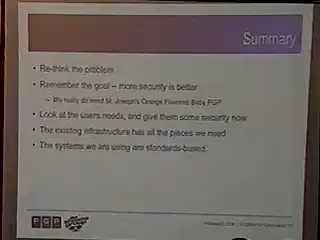 Summary
• Re-think the problem
• Remember the goal – more security is better
– We really do need St. Joseph's Orange Flavored Baby PGP
• Look at the users needs, and give them some security now
• The existing infrastructure has all the pieces we need
• The systems we are using are standards-based.
PGP